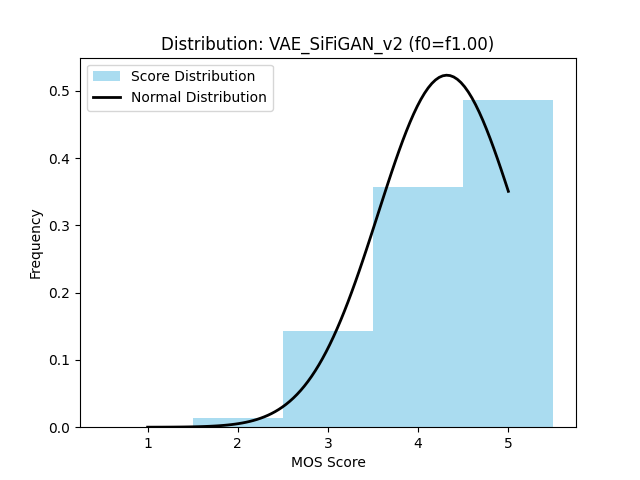 Distribution: VAE_SiFiGAN_v2 (f0=f1.00)
Score Distribution
Normal Distribution
Frequency
0.5
0.4
0.3
0.2
0.1
0.0
1 2 3 4 5
MOS Score